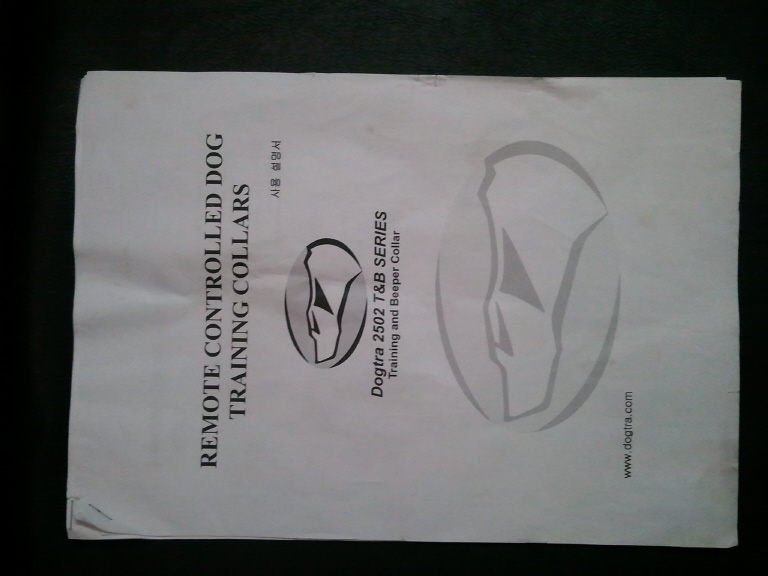 REMOTE CONTROLLED DOG
TRAINING COLLARS
사용 설명서
Dogtra 2502 T&B SERIES
Training and Beeper Collar
www.dogtra.com